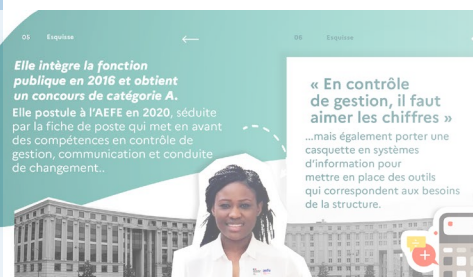 05 Esquisse
Elle intègre la fonction
publique en 2016 et obtient
un concours de catégorie A.
Elle postule à l'AEFE en 2020, séduite
par la fiche de poste qui met en avant
des compétences en contrôle de
gestion, communication et conduite
de changement..
06 Esquisse
« En contrôle
de gestion, il faut
aimer les chiffres »
...mais également porter une
casquette en systèmes
d'information pour
mettre en place des outils
qui correspondent aux besoins
de la structure.